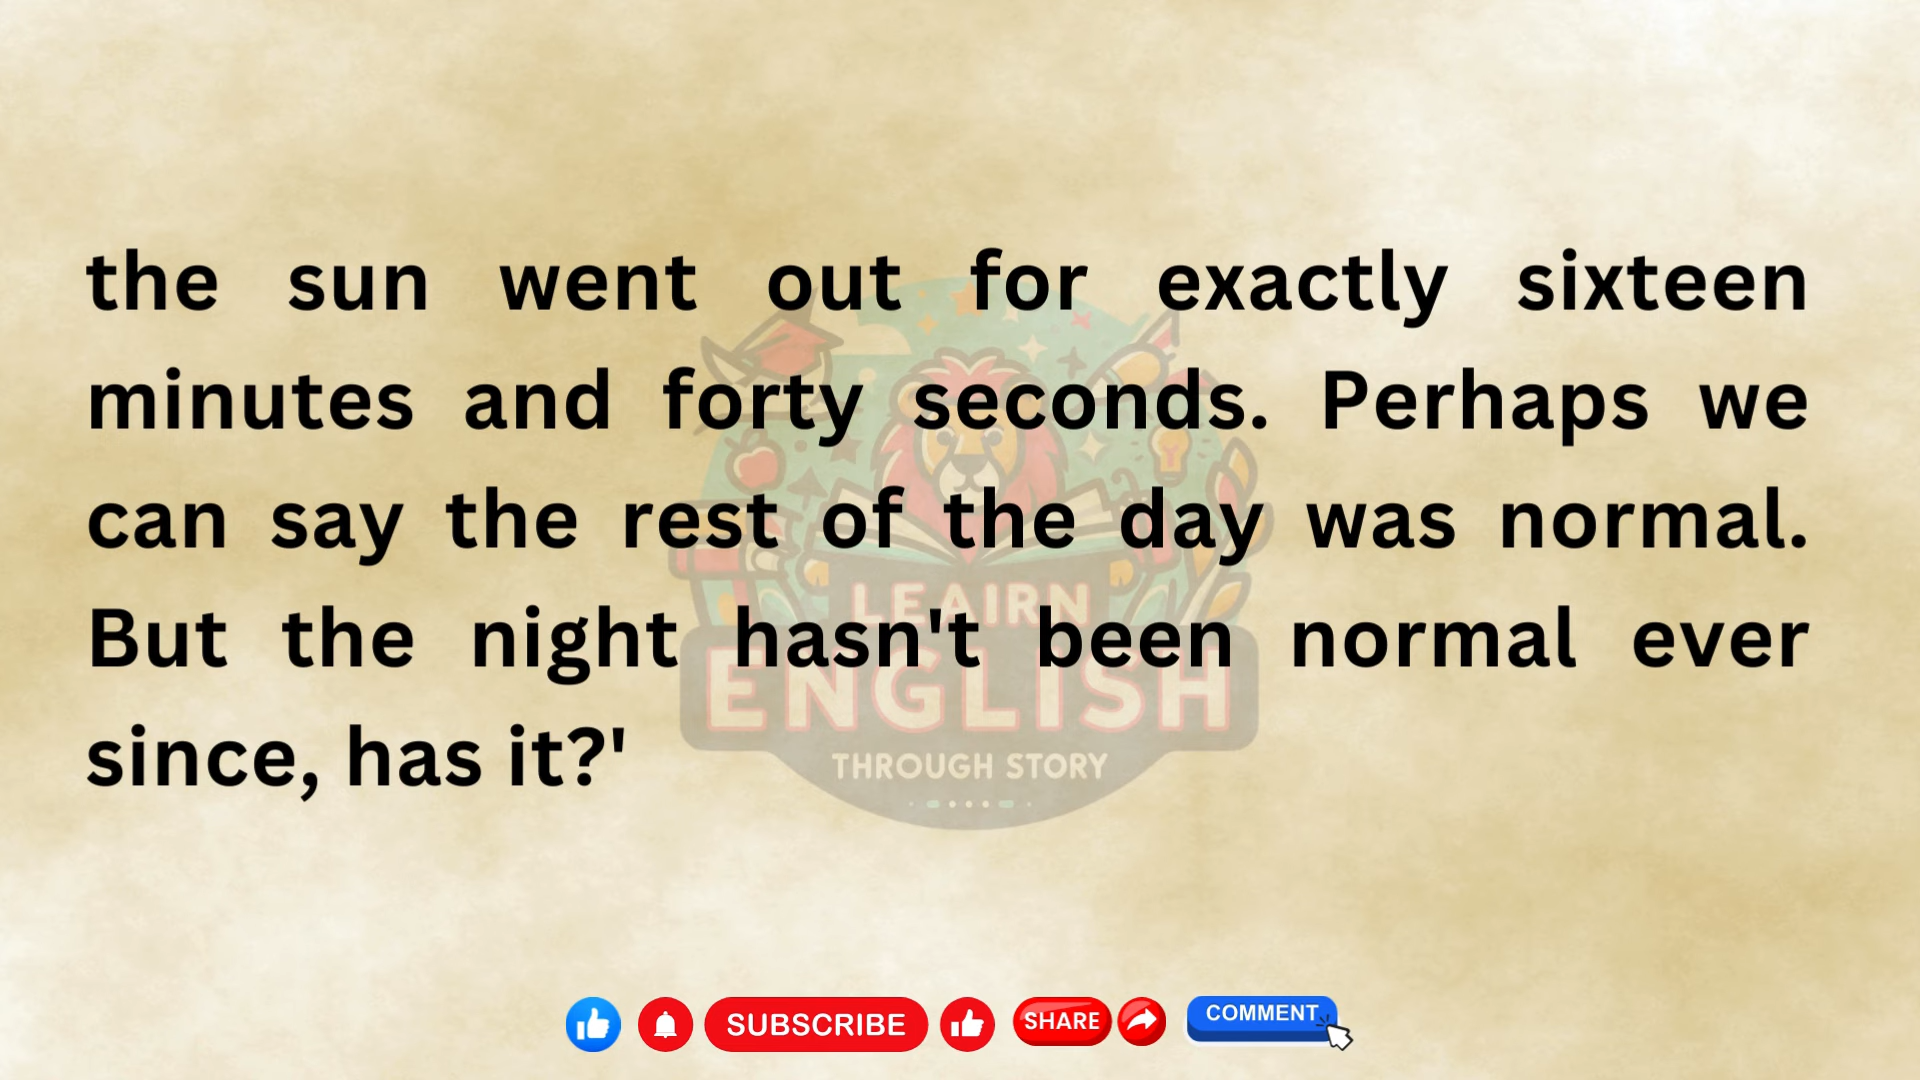 the sun went out for exactly sixteen
minutes and forty seconds. Perhaps we
can say the rest of the day was normal.
But the night hasn't been normal ever
since, has it?'
LEAIRN
ENGLISH
THROUGH STORY
SUBSCRIBE
SHARE
COMMENT